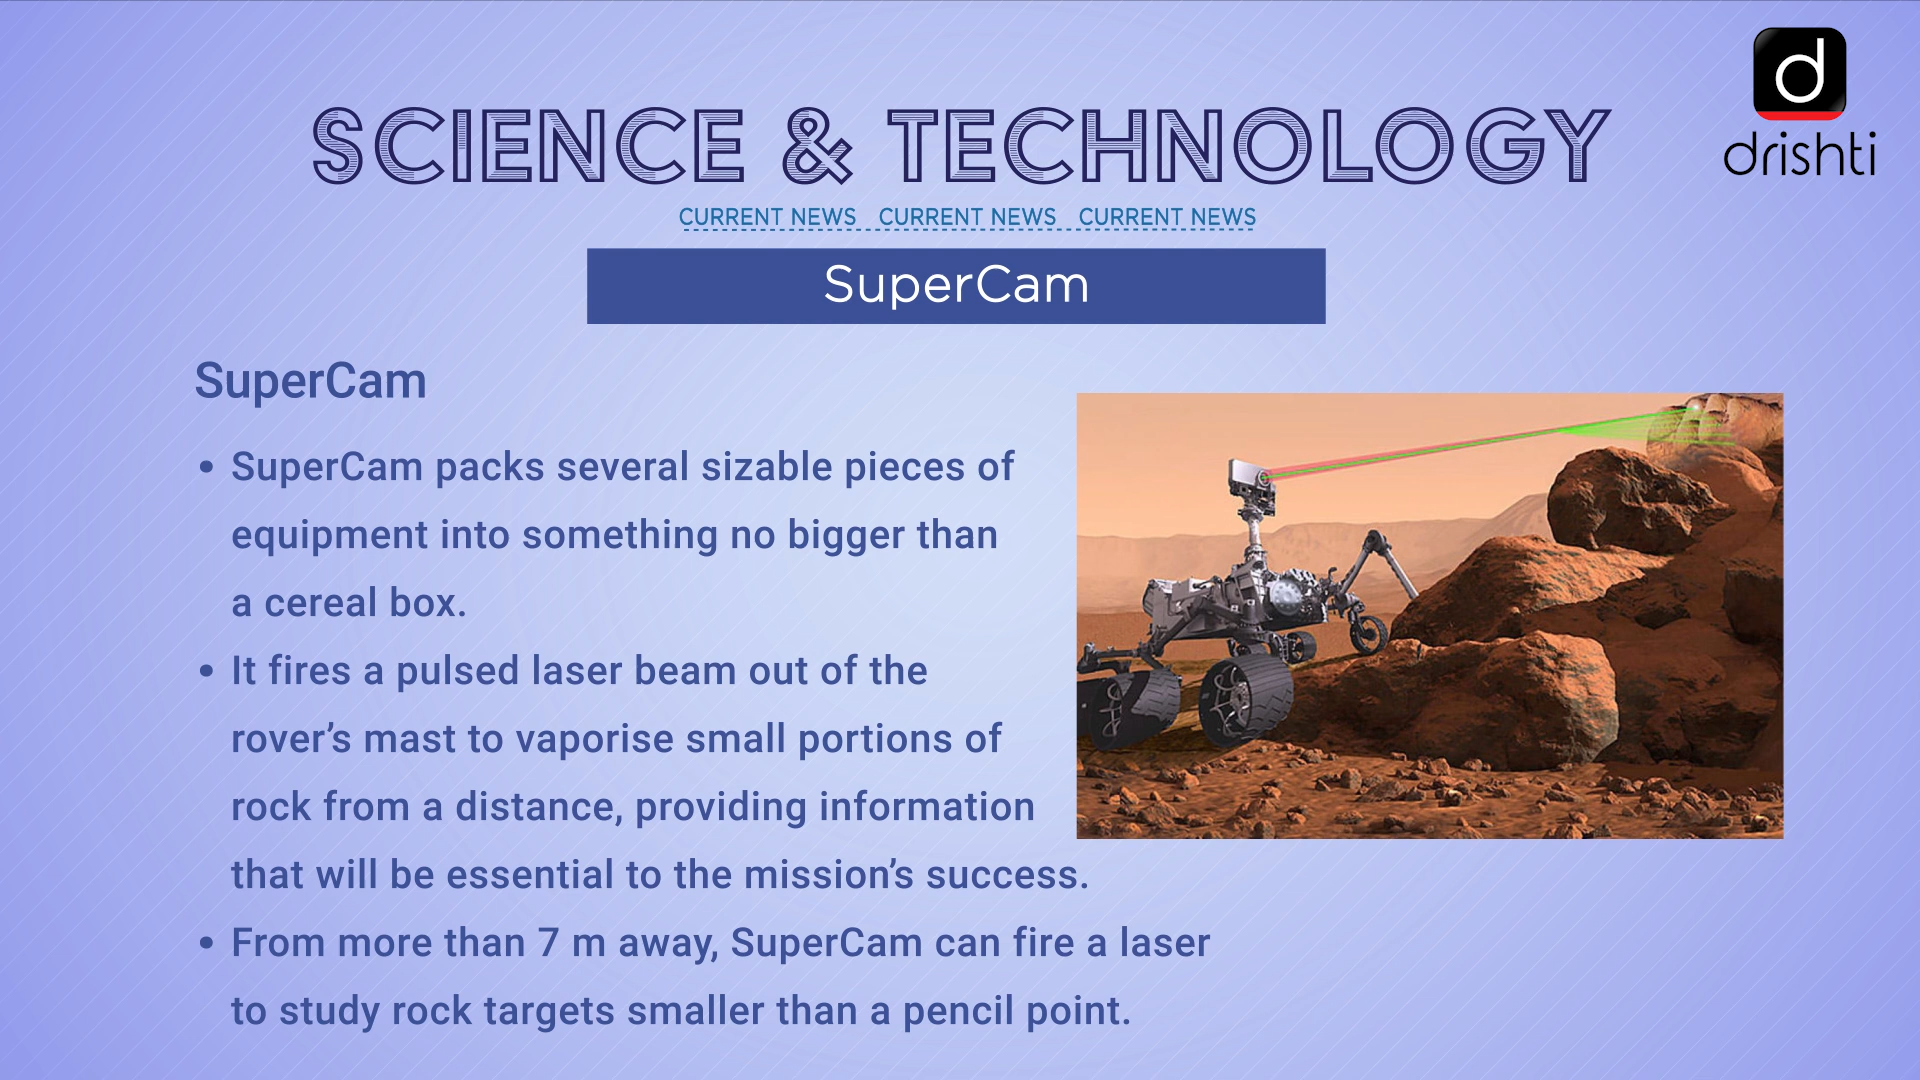 d
drishti
SCIENCE & TECHNOLOGY
CURRENT NEWS CURRENT NEWS CURRENT NEWS
SuperCam
SuperCam
• SuperCam packs several sizable pieces of
equipment into something no bigger than
a cereal box.
• It fires a pulsed laser beam out of the
rover’s mast to vaporise small portions of
rock from a distance, providing information
that will be essential to the mission’s success.
• From more than 7 m away, SuperCam can fire a laser
to study rock targets smaller than a pencil point.